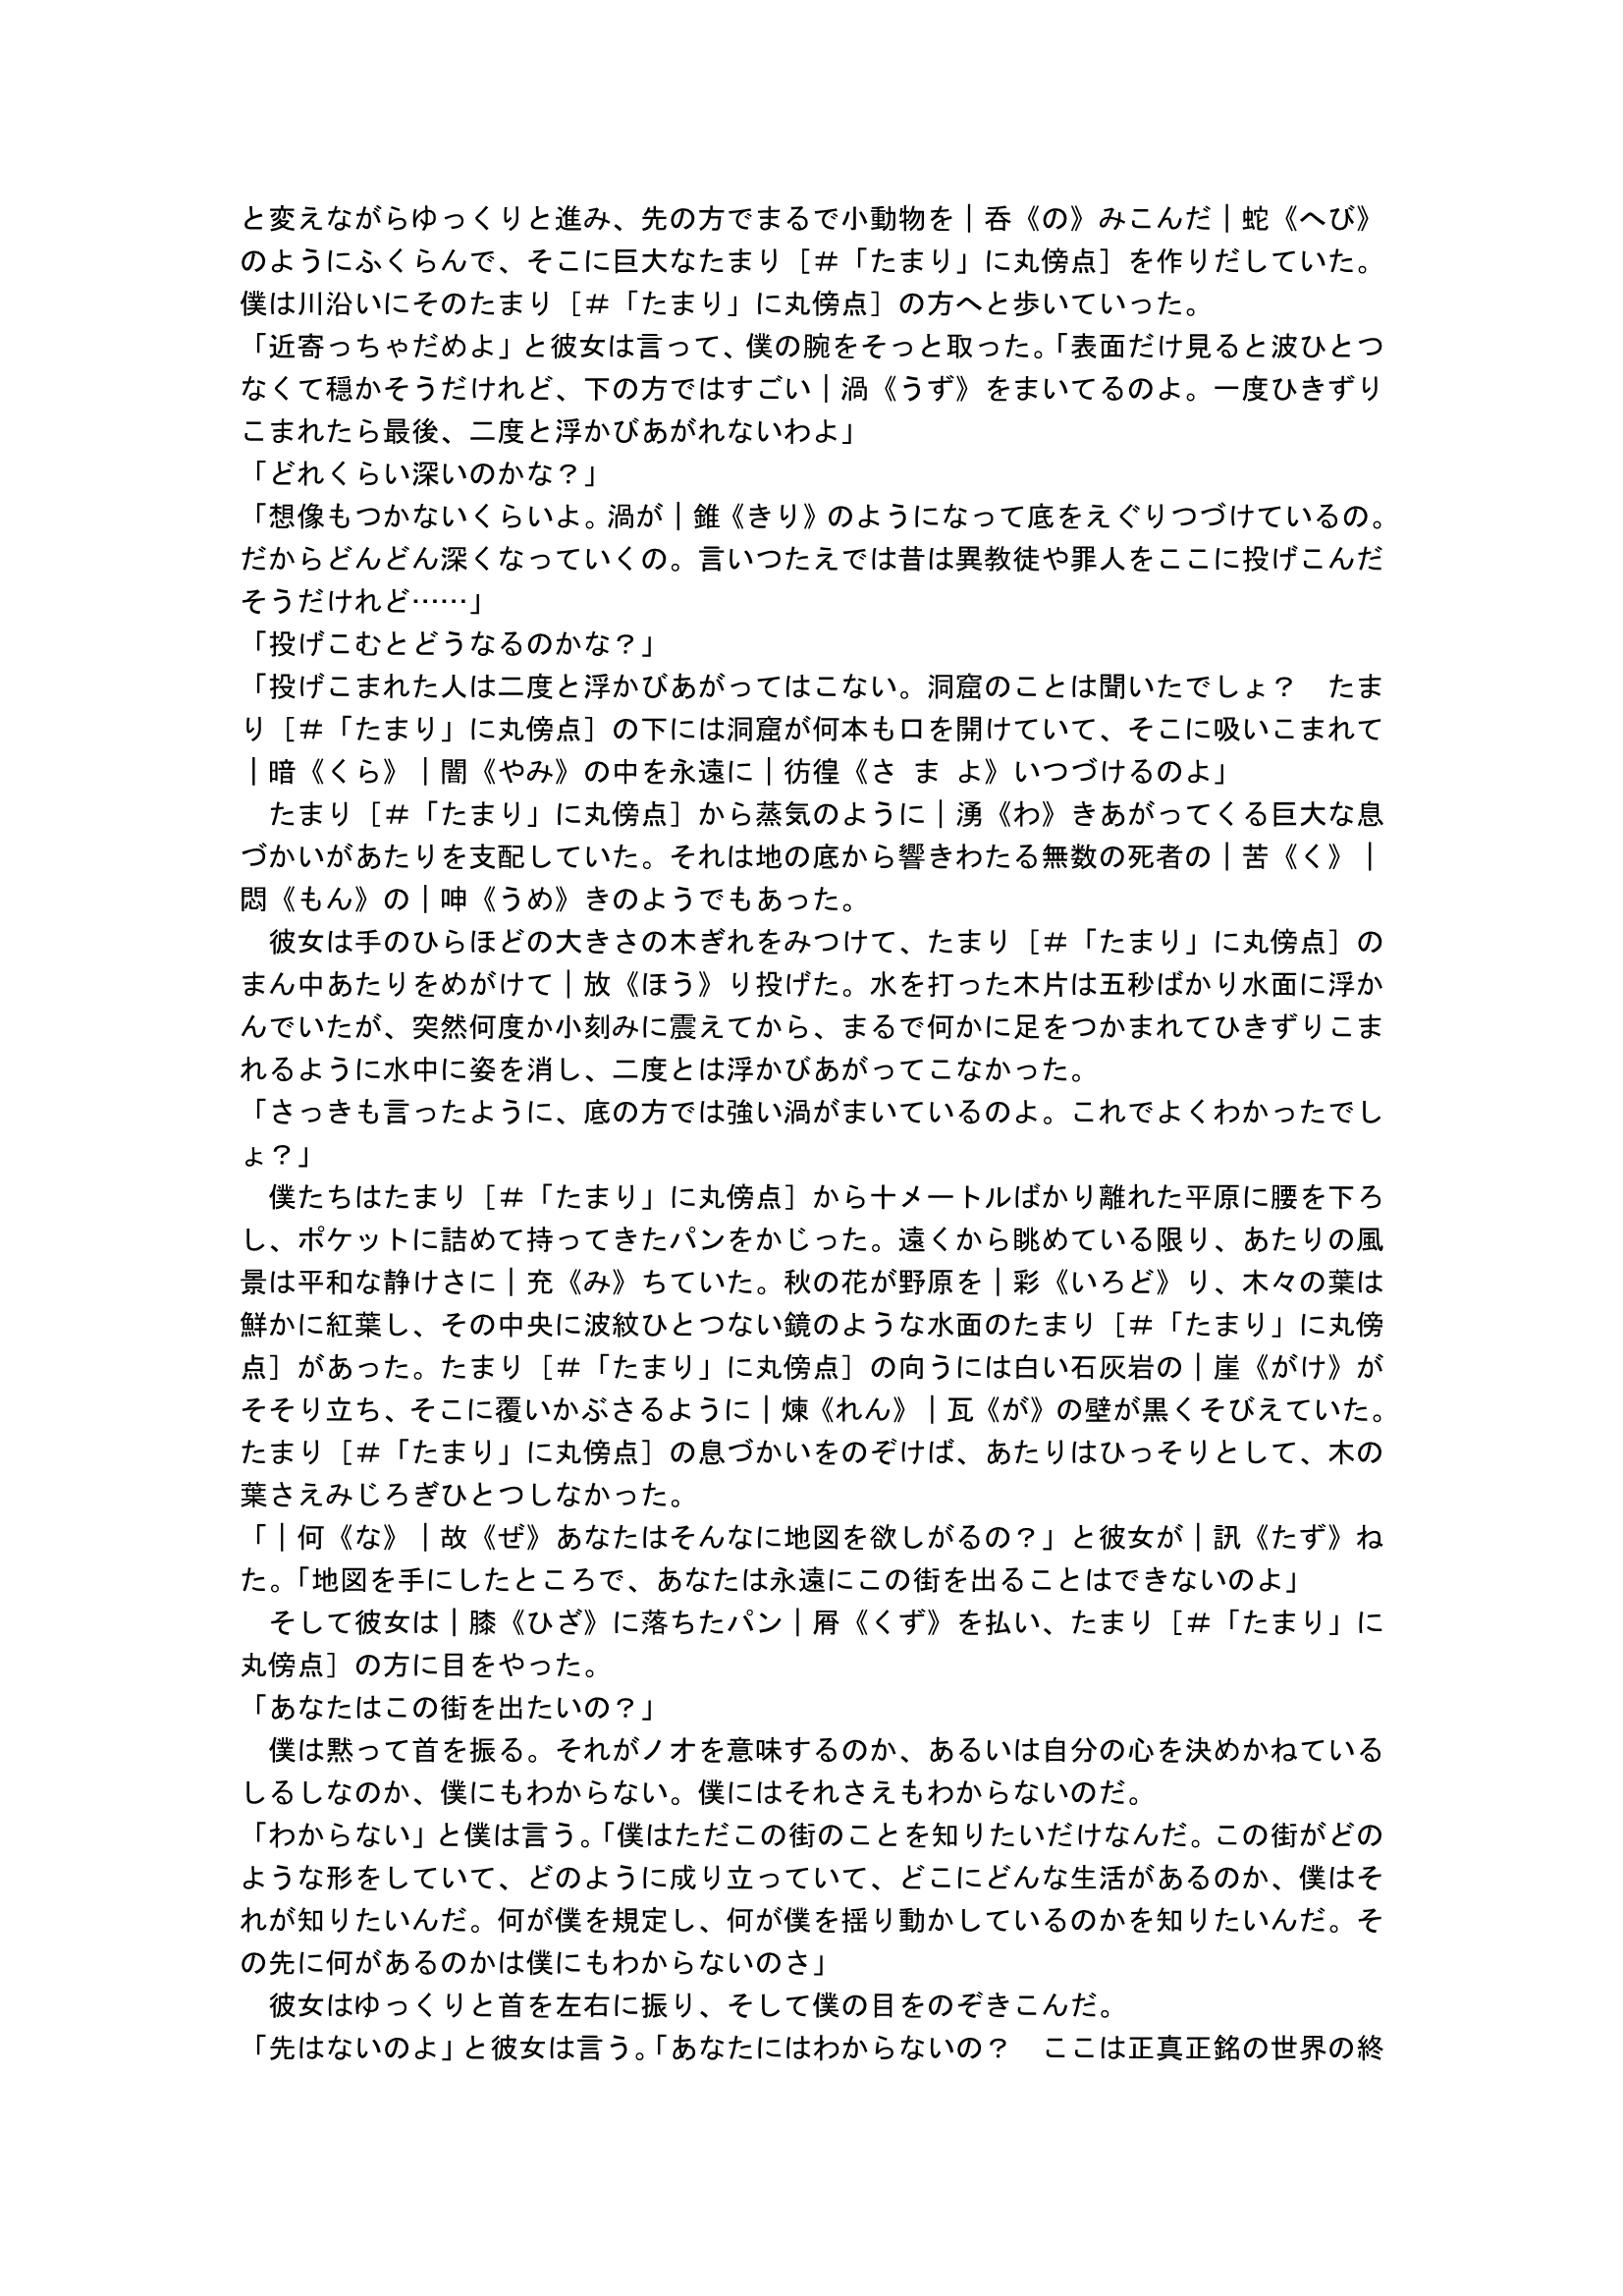 と変えながらゆっくりと進み、先の方でまるで小動物を｜呑《の》みこんだ｜蛇《へび》
のようにふくらんで、そこに巨大なたまり［＃「たまり」に丸傍点］を作りだしていた。
僕は川沿いにそのたまり［＃「たまり」に丸傍点］の方へと歩いていった。
「近寄っちゃだめよ」と彼女は言って、僕の腕をそっと取った。「表面だけ見ると波ひとつ
なくて穏かそうだけれど、下の方ではすごい｜渦《うず》をまいてるのよ。一度ひきずり
こまれたら最後、二度と浮かびあがれないわよ」
「どれくらい深いのかな？」
「想像もつかないくらいよ。渦が｜錐《きり》のようになって底をえぐりつづけているの。
だからどんどん深くなっていくの。言いつたえでは昔は異教徒や罪人をここに投げこんだ
そうだけれど……」
「投げこむとどうなるのかな？」
「投げこまれた人は二度と浮かびあがってはこない。洞窟のことは聞いたでしょ？　たま
り［＃「たまり」に丸傍点］の下には洞窟が何本も口を開けていて、そこに吸いこまれて
｜暗《くら》｜闇《やみ》の中を永遠に｜彷徨《さ ま よ》いつづけるのよ」
　たまり［＃「たまり」に丸傍点］から蒸気のように｜湧《わ》きあがってくる巨大な息
づかいがあたりを支配していた。それは地の底から響きわたる無数の死者の｜苦《く》｜
悶《もん》の｜呻《うめ》きのようでもあった。
　彼女は手のひらほどの大きさの木ぎれをみつけて、たまり［＃「たまり」に丸傍点］の
まん中あたりをめがけて｜放《ほう》り投げた。水を打った木片は五秒ばかり水面に浮か
んでいたが、突然何度か小刻みに震えてから、まるで何かに足をつかまれてひきずりこま
れるように水中に姿を消し、二度とは浮かびあがってこなかった。
「さっきも言ったように、底の方では強い渦がまいているのよ。これでよくわかったでし
ょ？」
　僕たちはたまり［＃「たまり」に丸傍点］から十メートルばかり離れた平原に腰を下ろ
し、ポケットに詰めて持ってきたパンをかじった。遠くから眺めている限り、あたりの風
景は平和な静けさに｜充《み》ちていた。秋の花が野原を｜彩《いろど》り、木々の葉は
鮮かに紅葉し、その中央に波紋ひとつない鏡のような水面のたまり［＃「たまり」に丸傍
点］があった。たまり［＃「たまり」に丸傍点］の向うには白い石灰岩の｜崖《がけ》が
そそり立ち、そこに覆いかぶさるように｜煉《れん》｜瓦《が》の壁が黒くそびえていた。
たまり［＃「たまり」に丸傍点］の息づかいをのぞけば、あたりはひっそりとして、木の
葉さえみじろぎひとつしなかった。
「｜何《な》｜故《ぜ》あなたはそんなに地図を欲しがるの？」と彼女が｜訊《たず》ね
た。「地図を手にしたところで、あなたは永遠にこの街を出ることはできないのよ」
　そして彼女は｜膝《ひざ》に落ちたパン｜屑《くず》を払い、たまり［＃「たまり」に
丸傍点］の方に目をやった。
「あなたはこの街を出たいの？」
　僕は黙って首を振る。それがノオを意味するのか、あるいは自分の心を決めかねている
しるしなのか、僕にもわからない。僕にはそれさえもわからないのだ。
「わからない」と僕は言う。「僕はただこの街のことを知りたいだけなんだ。この街がどの
ような形をしていて、どのように成り立っていて、どこにどんな生活があるのか、僕はそ
れが知りたいんだ。何が僕を規定し、何が僕を揺り動かしているのかを知りたいんだ。そ
の先に何があるのかは僕にもわからないのさ」
　彼女はゆっくりと首を左右に振り、そして僕の目をのぞきこんだ。
「先はないのよ」と彼女は言う。「あなたにはわからないの？　ここは正真正銘の世界の終